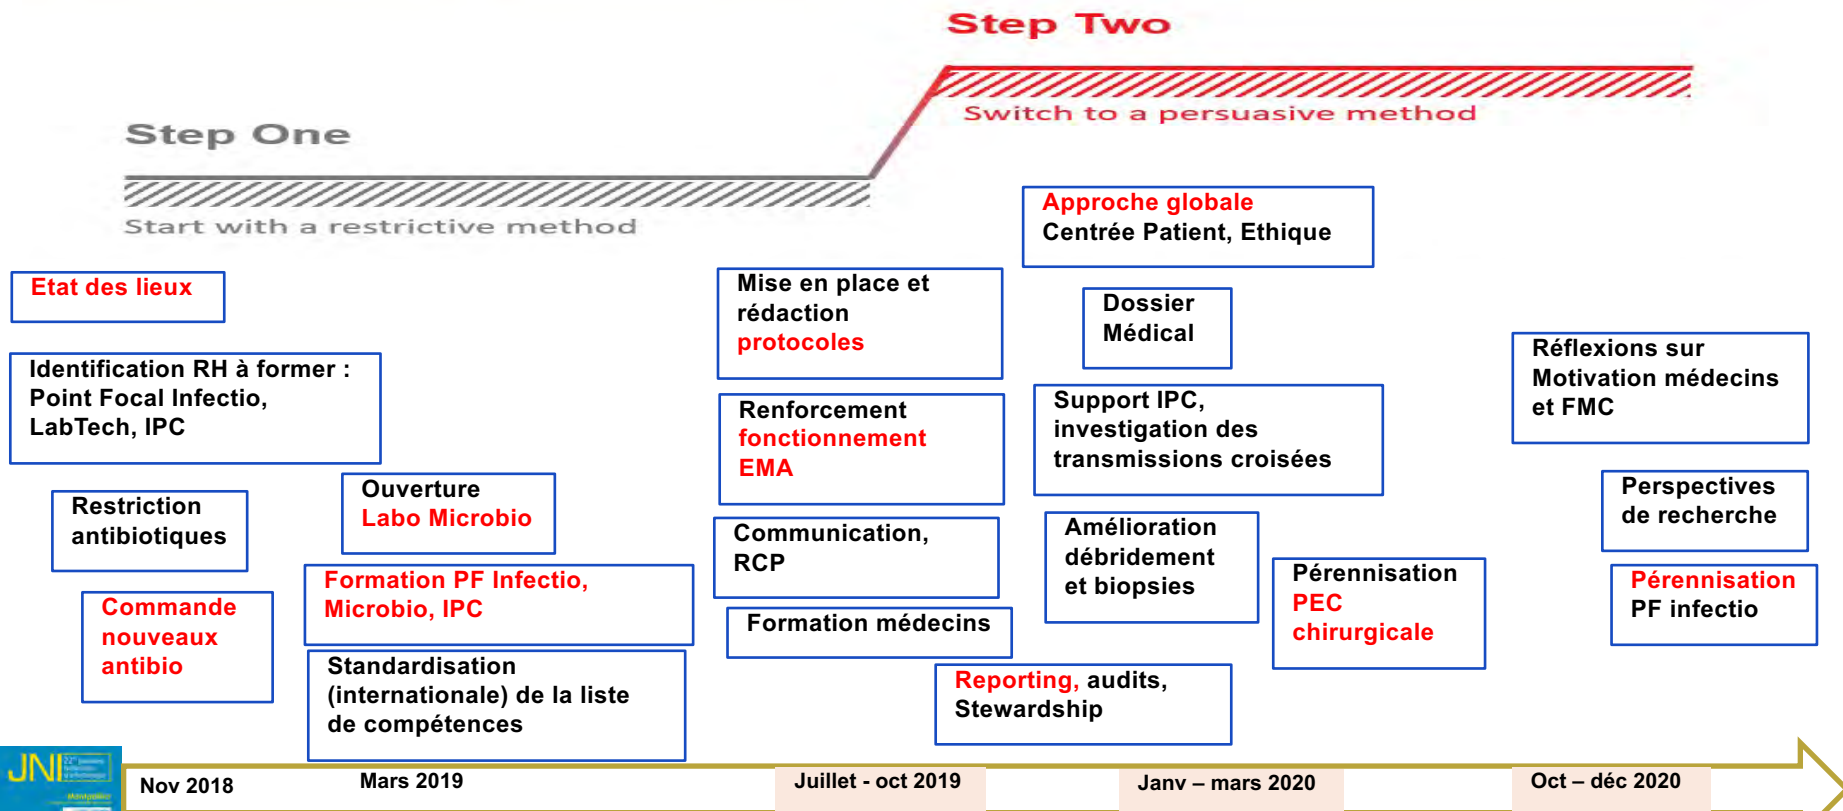 Step Two
Switch to a persuasive method
Step One
Start with a restrictive method
Etat des lieux
Identification RH à former :
Point Focal Infectio,
LabTech, IPC
Restriction
antibiotiques
Commande
nouveaux
antibio
Ouverture
Labo Microbio
Formation PF Infectio,
Microbio, IPC
Standardisation
(internationale) de la liste
de compétences
Mise en place et
rédaction
protocoles
Renforcement
fonctionnement
EMA
Communication,
RCP
Formation médecins
Reporting, audits,
Stewardship
Approche globale
Centrée Patient, Ethique
Dossier
Médical
Support IPC,
investigation des
transmissions croisées
Amélioration
débridement
et biopsies
Pérennisation
PEC
chirurgicale
Réflexions sur
Motivation médecins
et FMC
Perspectives
de recherche
Pérennisation
PF infectio
JNI
Nov 2018
Mars 2019
Juillet - oct 2019
Janv – mars 2020
Oct – déc 2020